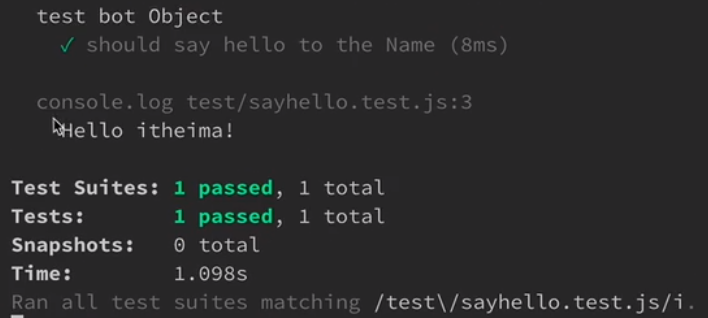 test bot Object
✓ should say hello to the Name (8ms)
console.log test/sayhello.test.js:3
Hello itheima!
Test Suites: 1 passed, 1 total
Tests: 1 passed, 1 total
Snapshots: 0 total
Time: 1.098s
Ran all test suites matching /test\/sayhello.test.js/i.